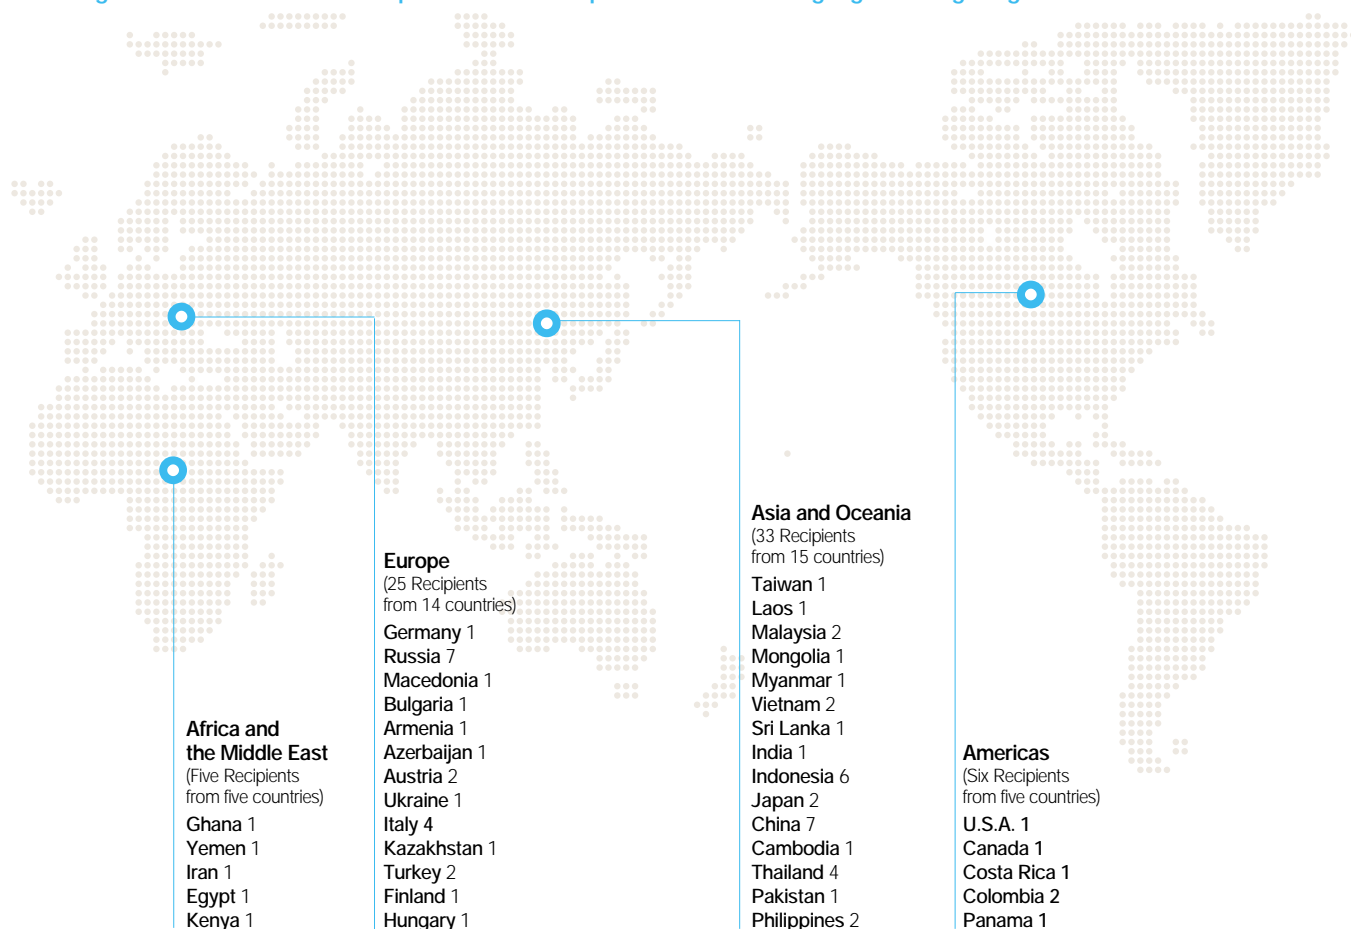 Africa and
the Middle East
(Five Recipients
from five countries)
Ghana 1
Yemen 1
Iran 1
Egypt 1
Kenya 1
Europe
(25 Recipients
from 14 countries)
Germany 1
Russia 7
Macedonia 1
Bulgaria 1
Armenia 1
Azerbaijan 1
Austria 2
Ukraine 1
Italy 4
Kazakhstan 1
Turkey 2
Finland 1
Hungary 1
Asia and Oceania
(33 Recipients
from 15 countries)
Taiwan 1
Laos 1
Malaysia 2
Mongolia 1
Myanmar 1
Vietnam 2
Sri Lanka 1
India 1
Indonesia 6
Japan 2
China 7
Cambodia 1
Thailand 4
Pakistan 1
Philippines 2
Americas
(Six Recipients
from five countries)
U.S.A. 1
Canada 1
Costa Rica 1
Colombia 2
Panama 1